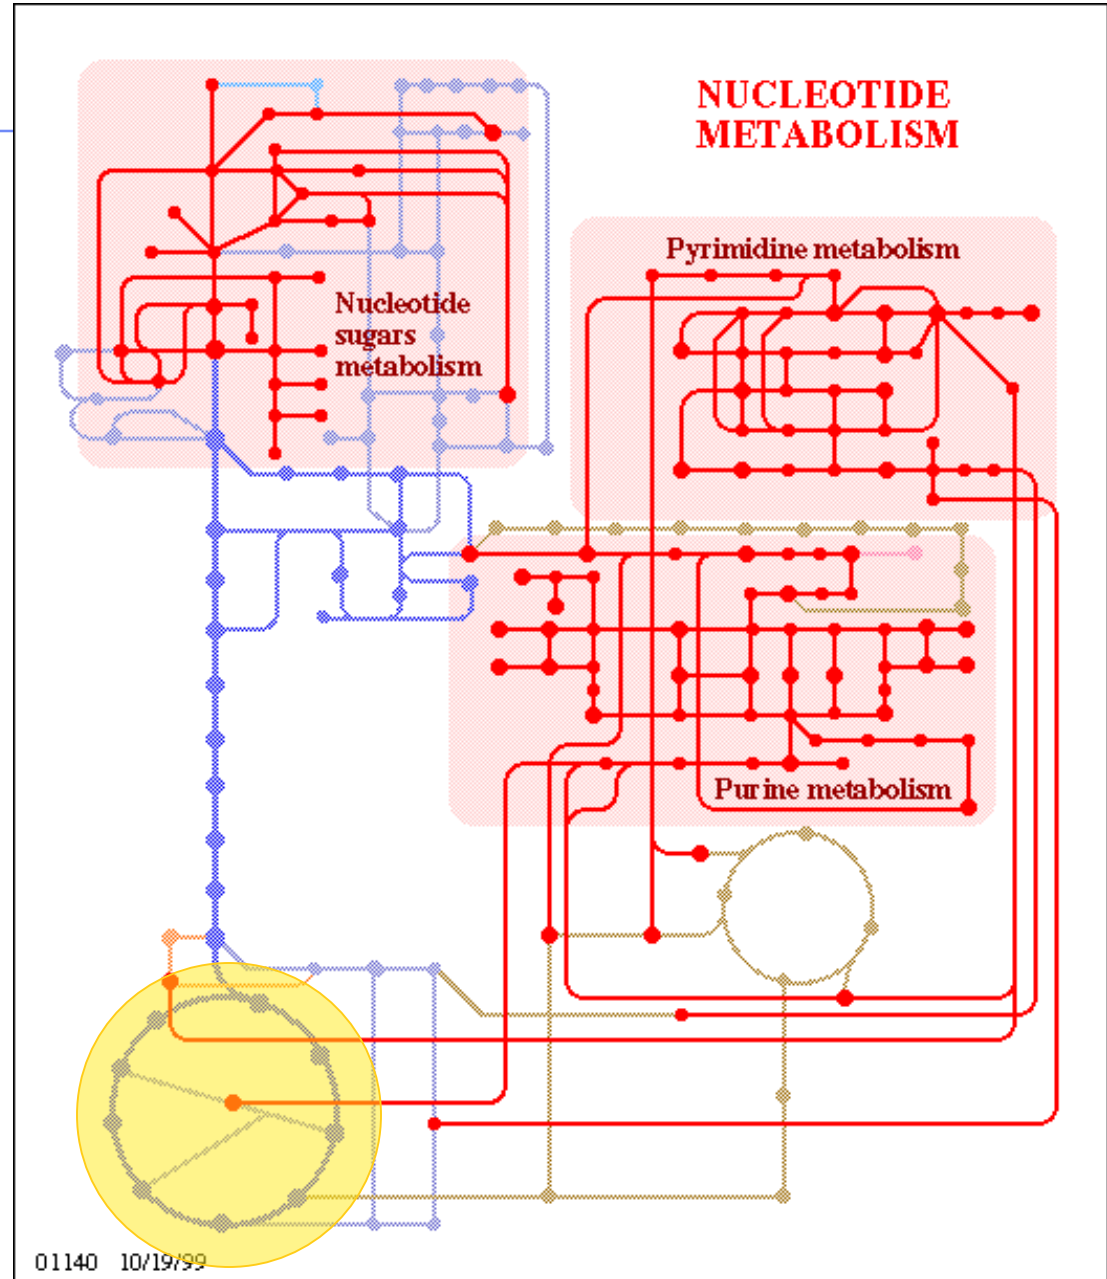 NUCLEOTIDE
METABOLISM
Pyrimidine metabolism
Nucleotide
sugars
metabolism
Purine metabolism
01140 10/19/99